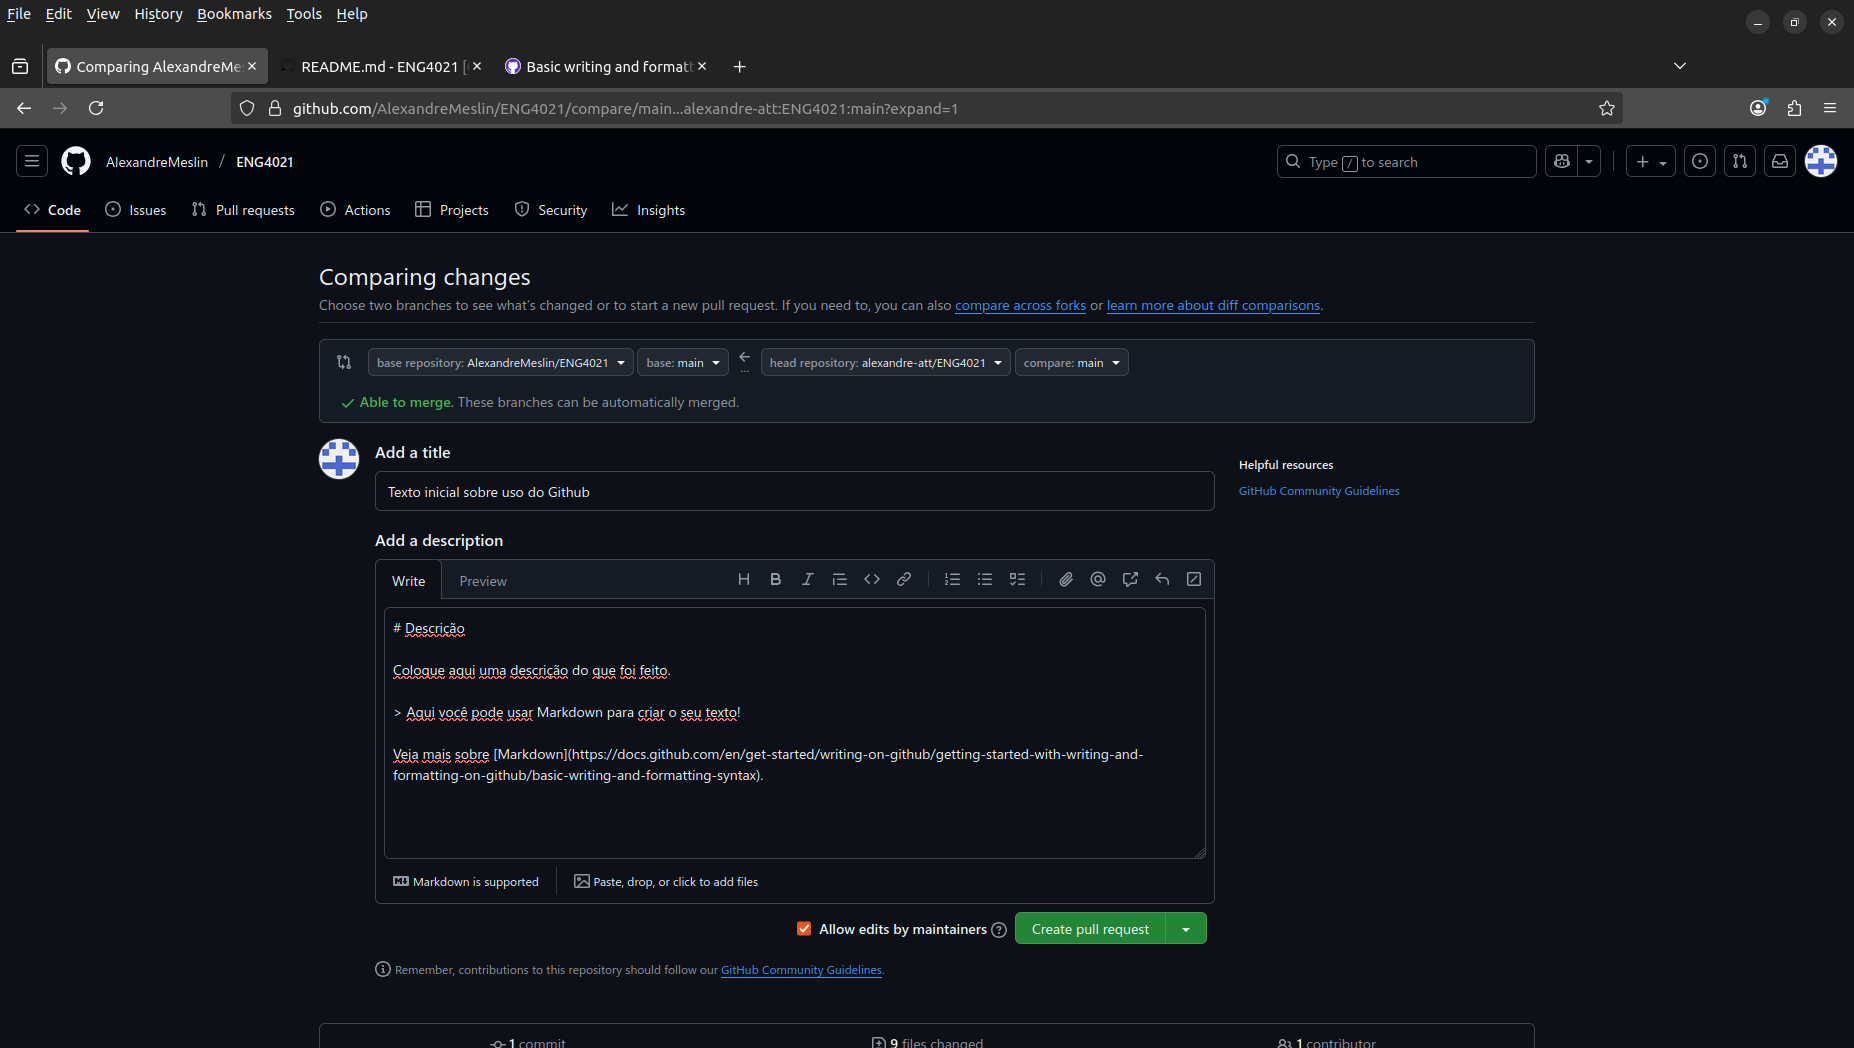 File Edit View History Bookmarks Tools Help
Comparing AlexandreMe
README.md - ENG4021 [
Basic writing and formatt
github.com/AlexandreMeslin/ENG4021/compare/main...alexandre-att:ENG4021:main?expand=1
AlexandreMeslin / ENG4021
Type / to search
Code Issues Pull requests Actions Projects Security Insights
Comparing changes
Choose two branches to see what's changed or to start a new pull request. If you need to, you can also compare across forks or learn more about diff comparisons.
base repository: AlexandreMeslin/ENG4021 base: main ... head repository: alexandre-att/ENG4021 compare: main
Able to merge. These branches can be automatically merged.
Add a title
Helpful resources
Texto inicial sobre uso do Github
GitHub Community Guidelines
Add a description
Write Preview
# Descrição
Coloque aqui uma descrição do que foi feito.
> Aqui você pode usar Markdown para criar o seu texto!
Veja mais sobre [Markdown](https://docs.github.com/en/get-started/writing-on-github/getting-started-with-writing-and-
formatting-on-github/basic-writing-and-formatting-syntax).
Markdown is supported
Paste, drop, or click to add files
Allow edits by maintainers
Create pull request
Remember, contributions to this repository should follow our GitHub Community Guidelines.
1 commit
9 files changed
1 contributor